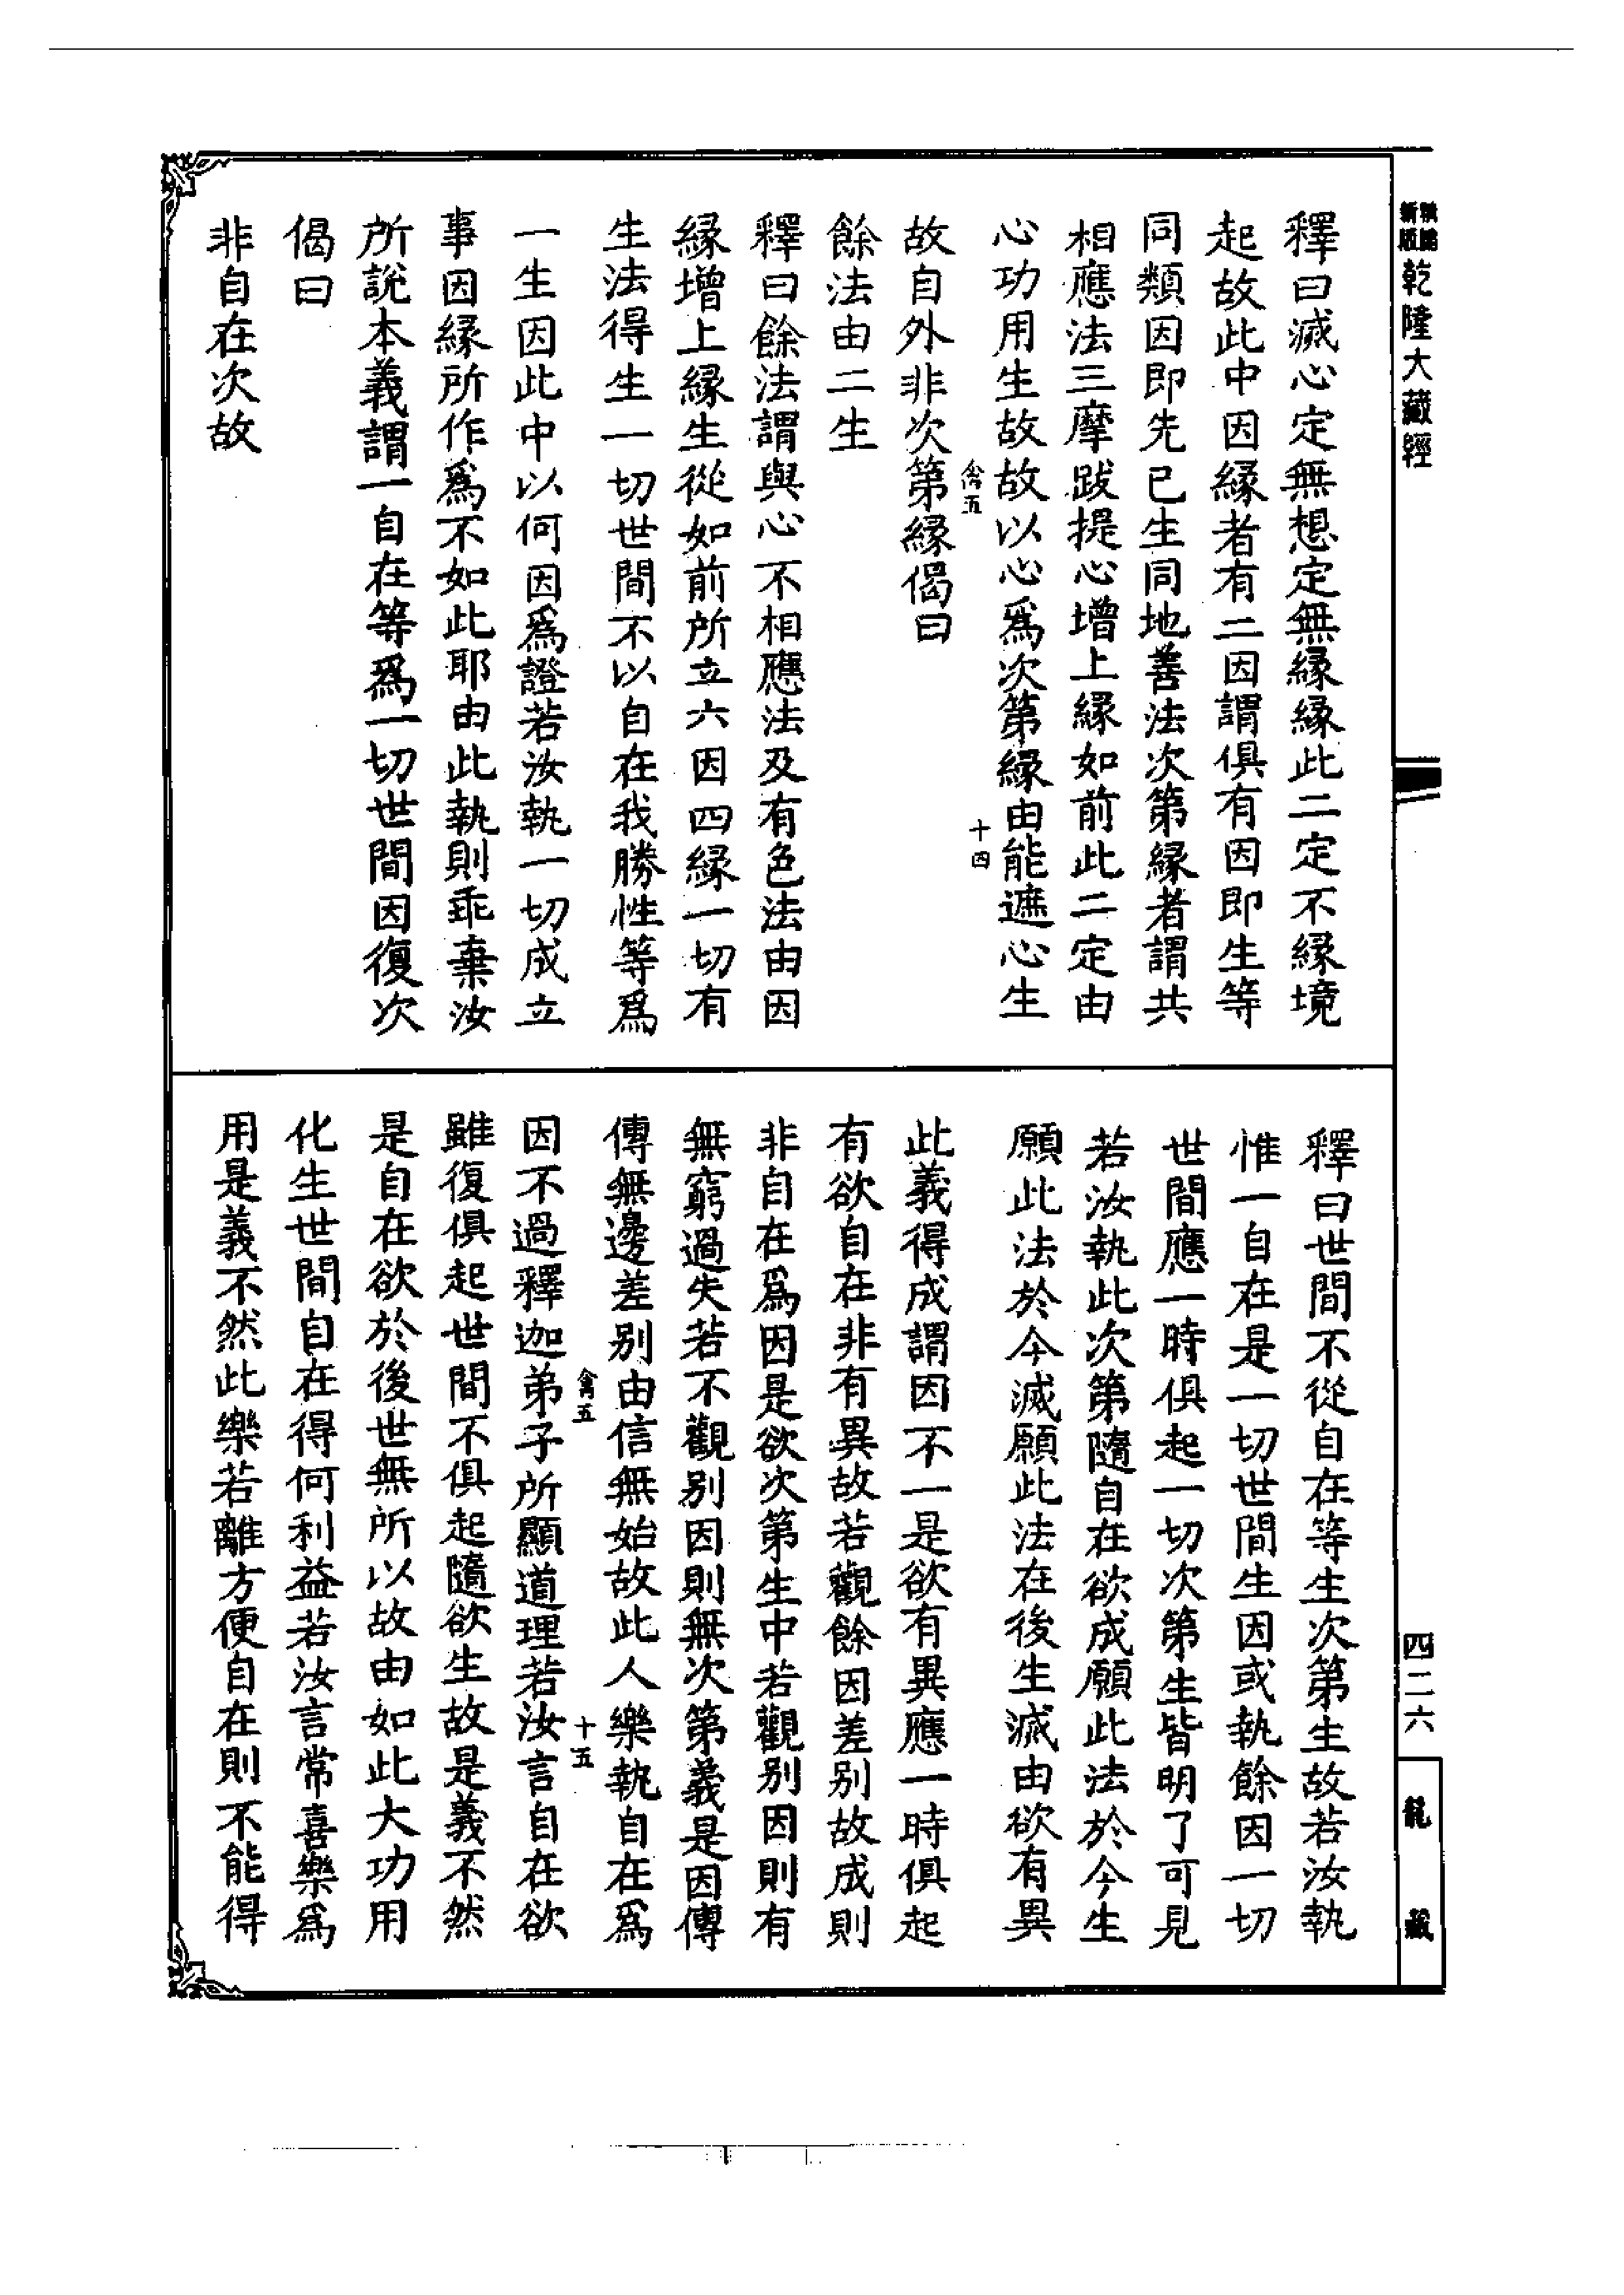 乾隆大藏經
釋曰滅心定無想定無緣緣此二定不緣境
起故此中因緣者有二因謂俱有因即生等
同類因即先已生同地善法次第緣者謂共
相應法三摩跋提心增上緣如前此二定由
心功用生故故以心爲次第緣由能遮心生
禽五
十四
故自外非次第緣偈曰
餘法由二生
釋曰餘法謂與心不相應法及有色法由因
緣增上緣生從如前所立六因四緣一切有
生法得生一切世間不以自在我勝性等爲
一生因此中以何因爲證若汝執一切成立
事因緣所作爲不如此耶由此執則乖棄汝
所說本義謂一自在等爲一切世間因復次
偈曰
非自在次故
釋曰世間不從自在等生次第生故若汝執
惟一自在是一切世間生因或執餘因一切
世間應一時俱起一切次第生皆明了可見
若汝執此次第隨自在欲成願此法於今生
願此法於今滅願此法在後生滅由欲有異
此義得成謂因不一是欲有異應一時俱起
有欲自在非有異故若觀餘因差别故成則
非自在爲因是欲次第生中若觀别因則有
無窮過失若不觀别因則無次第義是因傳
傳無邊差别由信無始故此人樂執自在爲
禽五
十五
因不過釋迦弟子所顯道理若汝言自在欲
雖復俱起世間不俱起隨欲生故是義不然
是自在欲於後世無所以故由如此大功用
化生世間自在得何利益若汝言常喜樂爲
用是義不然此樂若離方便自在則不能得
四二六
龍藏